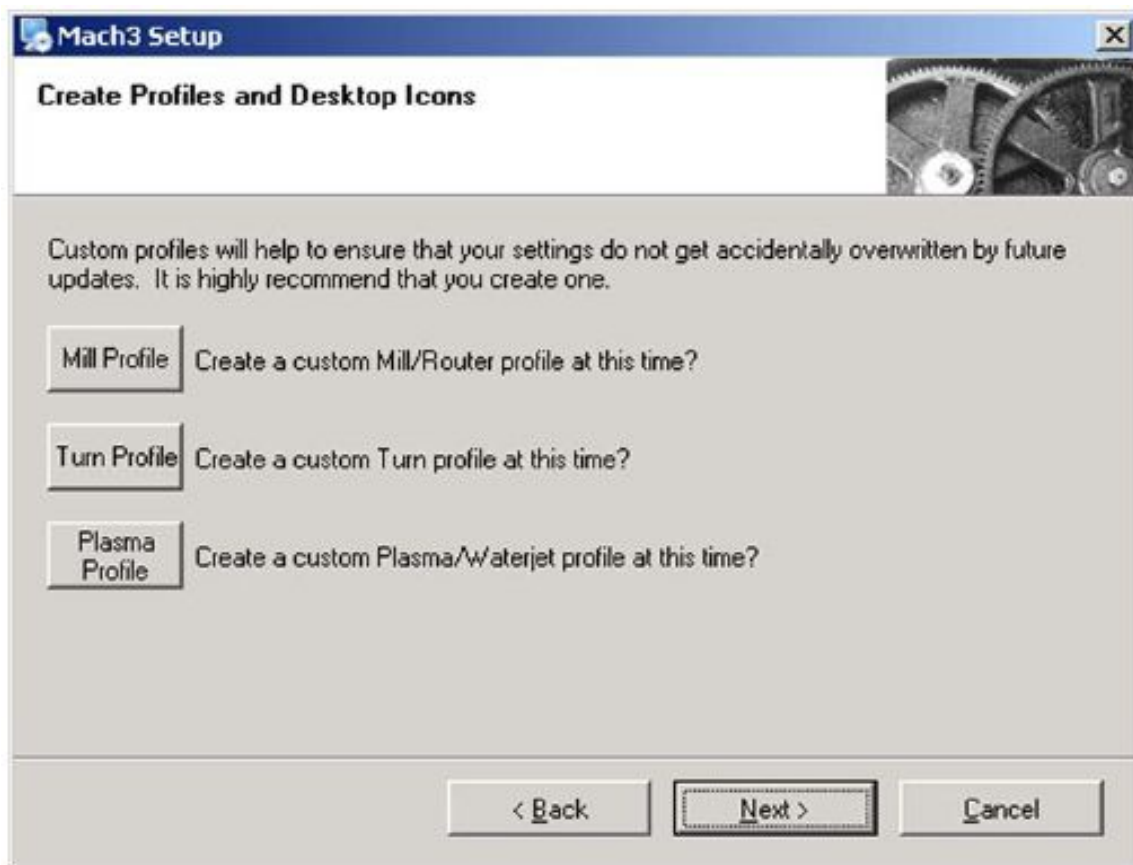 Mach3 Setup
Create Profiles and Desktop Icons
Custom profiles will help to ensure that your settings do not get accidentally overwritten by future
updates. It is highly recommend that you create one.
Mill Profile
Create a custom Mill/Router profile at this time?
Turn Profile
Create a custom Turn profile at this time?
Plasma
Profile
Create a custom Plasma/Waterjet profile at this time?
< Back
Next >
Cancel